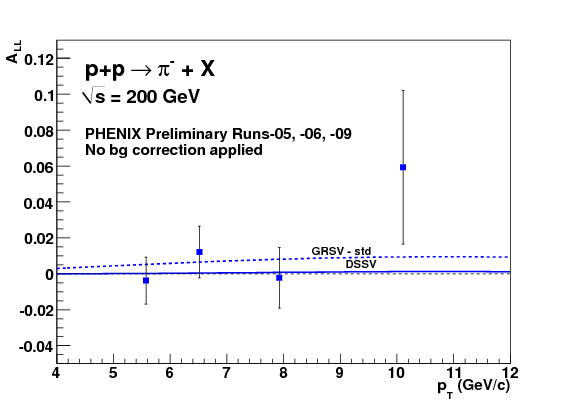 A_LL
p+p → π⁻ + X
√s = 200 GeV
PHENIX Preliminary Runs-05, -06, -09
No bg correction applied
GRSV - std
DSSV
0.12
0.1
0.08
0.06
0.04
0.02
0
-0.02
-0.04
4 5 6 7 8 9 10 11 12
p_T (GeV/c)